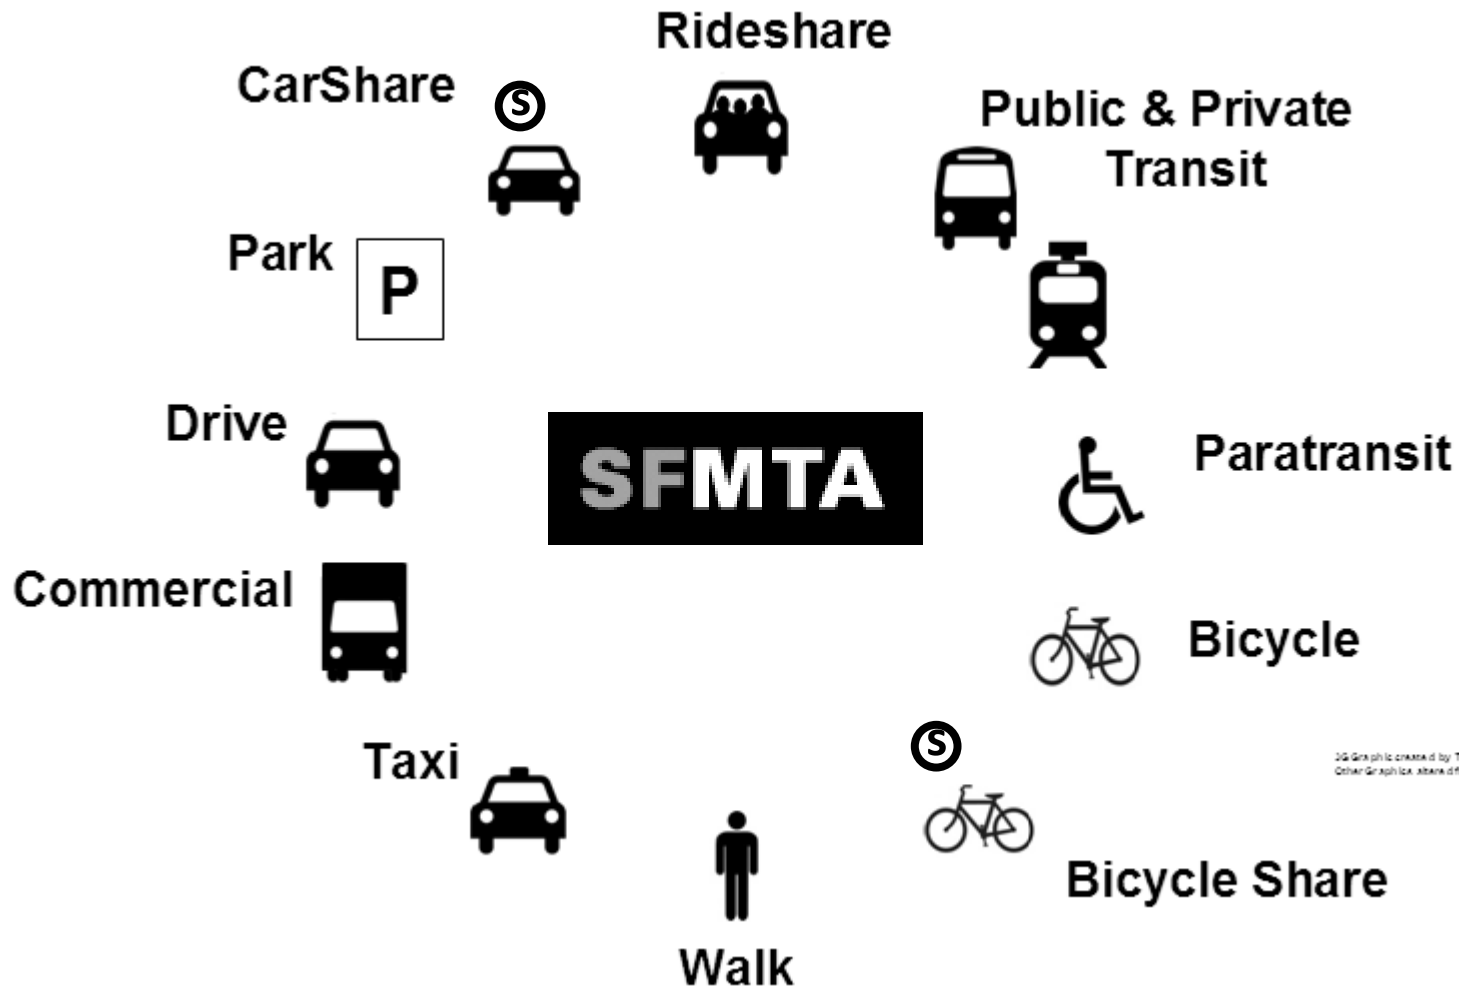 Rideshare
CarShare
S
Public & Private
Transit
Park
P
Drive
SFMTA
Paratransit
Commercial
Bicycle
S
Taxi
Bicycle Share
Walk